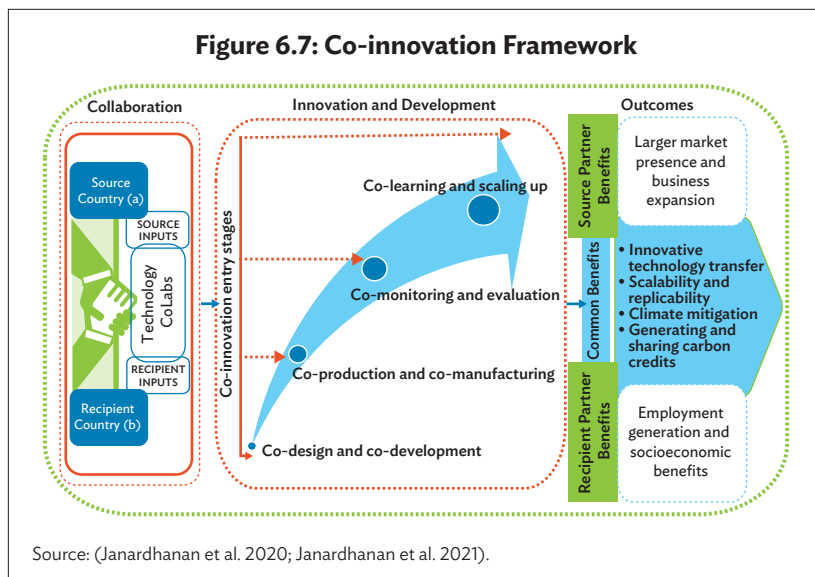 Figure 6.7: Co-innovation Framework
Collaboration
Innovation and Development
Outcomes
Source
Country (a)
SOURCE
INPUTS
Technology
CoLabs
RECIPIENT
INPUTS
Recipient
Country (b)
Co-innovation entry stages
Co-learning and scaling up
Co-monitoring and evaluation
Co-production and co-manufacturing
Co-design and co-development
Source Partner
Benefits
Larger market
presence and
business
expansion
Common Benefits
• Innovative
technology transfer
• Scalability and
replicability
• Climate mitigation
• Generating and
sharing carbon
credits
Recipient Partner
Benefits
Employment
generation and
socioeconomic
benefits
Source: (Janardhanan et al. 2020; Janardhanan et al. 2021).